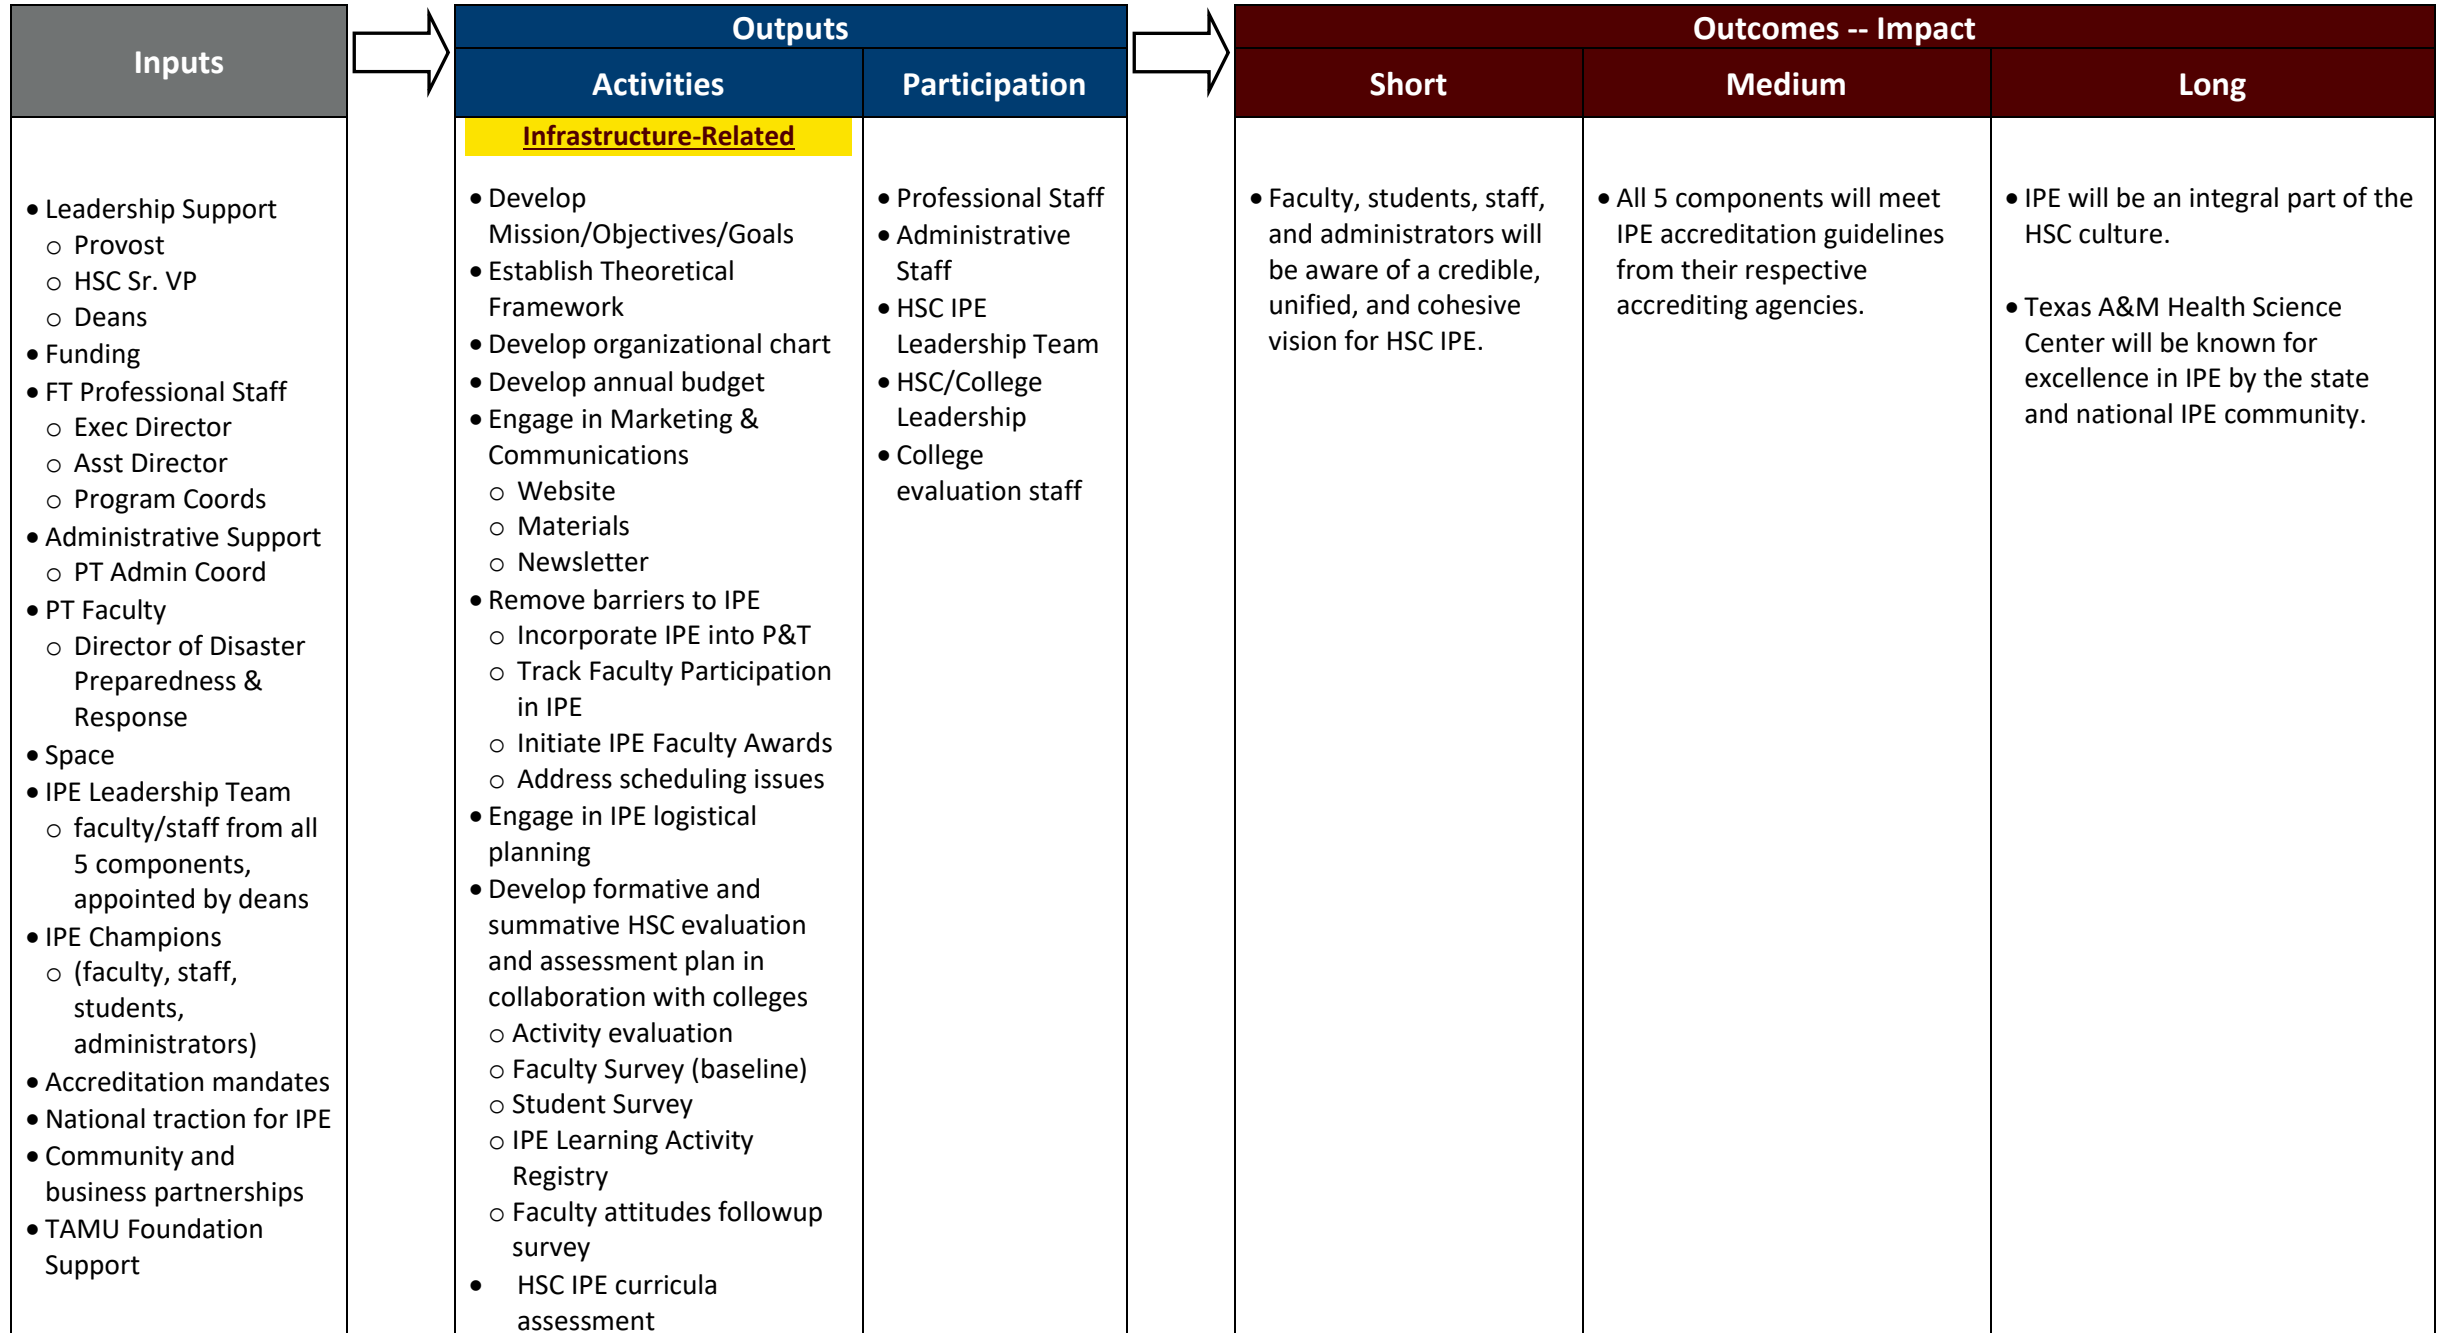 Inputs
Outputs
Activities
Participation
Outcomes -- Impact
Short
Medium
Long
• Leadership Support
o Provost
o HSC Sr. VP
o Deans
• Funding
• FT Professional Staff
o Exec Director
o Asst Director
o Program Coords
• Administrative Support
o PT Admin Coord
• PT Faculty
o Director of Disaster
Preparedness &
Response
• Space
• IPE Leadership Team
o faculty/staff from all
5 components,
appointed by deans
• IPE Champions
o (faculty, staff,
students,
administrators)
• Accreditation mandates
• National traction for IPE
• Community and
business partnerships
• TAMU Foundation
Support
Infrastructure-Related
• Develop
Mission/Objectives/Goals
• Establish Theoretical
Framework
• Develop organizational chart
• Develop annual budget
• Engage in Marketing &
Communications
o Website
o Materials
o Newsletter
• Remove barriers to IPE
o Incorporate IPE into P&T
o Track Faculty Participation
in IPE
o Initiate IPE Faculty Awards
o Address scheduling issues
• Engage in IPE logistical
planning
• Develop formative and
summative HSC evaluation
and assessment plan in
collaboration with colleges
o Activity evaluation
o Faculty Survey (baseline)
o Student Survey
o IPE Learning Activity
Registry
o Faculty attitudes followup
survey
• HSC IPE curricula
assessment
• Professional Staff
• Administrative
Staff
• HSC IPE
Leadership Team
• HSC/College
Leadership
• College
evaluation staff
• Faculty, students, staff,
and administrators will
be aware of a credible,
unified, and cohesive
vision for HSC IPE.
• All 5 components will meet
IPE accreditation guidelines
from their respective
accrediting agencies.
• IPE will be an integral part of the
HSC culture.
• Texas A&M Health Science
Center will be known for
excellence in IPE by the state
and national IPE community.